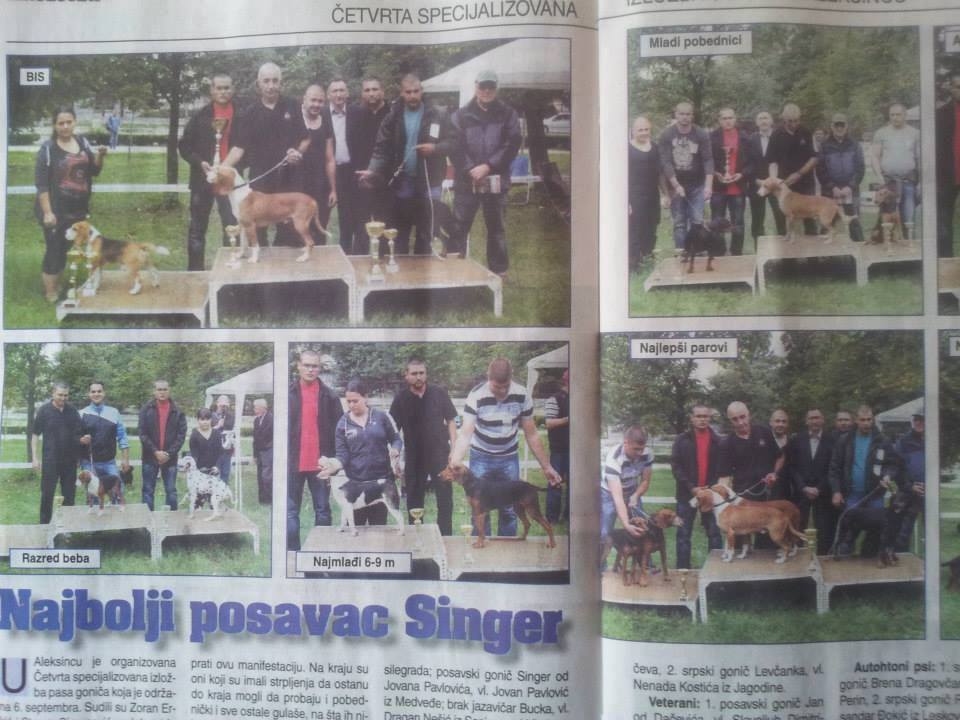 ČETVRTA SPECIJALIZOVANA
BIS
Razred beba
Najmlađi 6-9 m
Mladi pobednici
Najlepši parovi
Najbolji posavac Singer
U Aleksincu je organizovana
Četvrta specijalizovana izlož-
ba pasa goniča koja je održa-
na 6. septembra. Sudili su Zoran Er-
prati ovu manifestaciju. Na kraju su
oni koji su imali strpljenja da ostanu
do kraja mogli da probaju i pobed-
nički i sve ostale gulaše, na šta ih ni-
silegrada; posavski gonič Singer od
Jovana Pavlovića, vl. Jovan Pavlović
iz Medveđe; brak jazavičar Bucka, vl.
Dragan Nešić iz
čeva, 2. srpski gonič Levčanka, vl.
Nenada Kostića iz Jagodine.
Veterani: 1. posavski gonič Jan
od Dačevića, vl.
Autohtoni psi: 1. s
gonič Brena Dragovča
Perin, 2. srpski gonič P